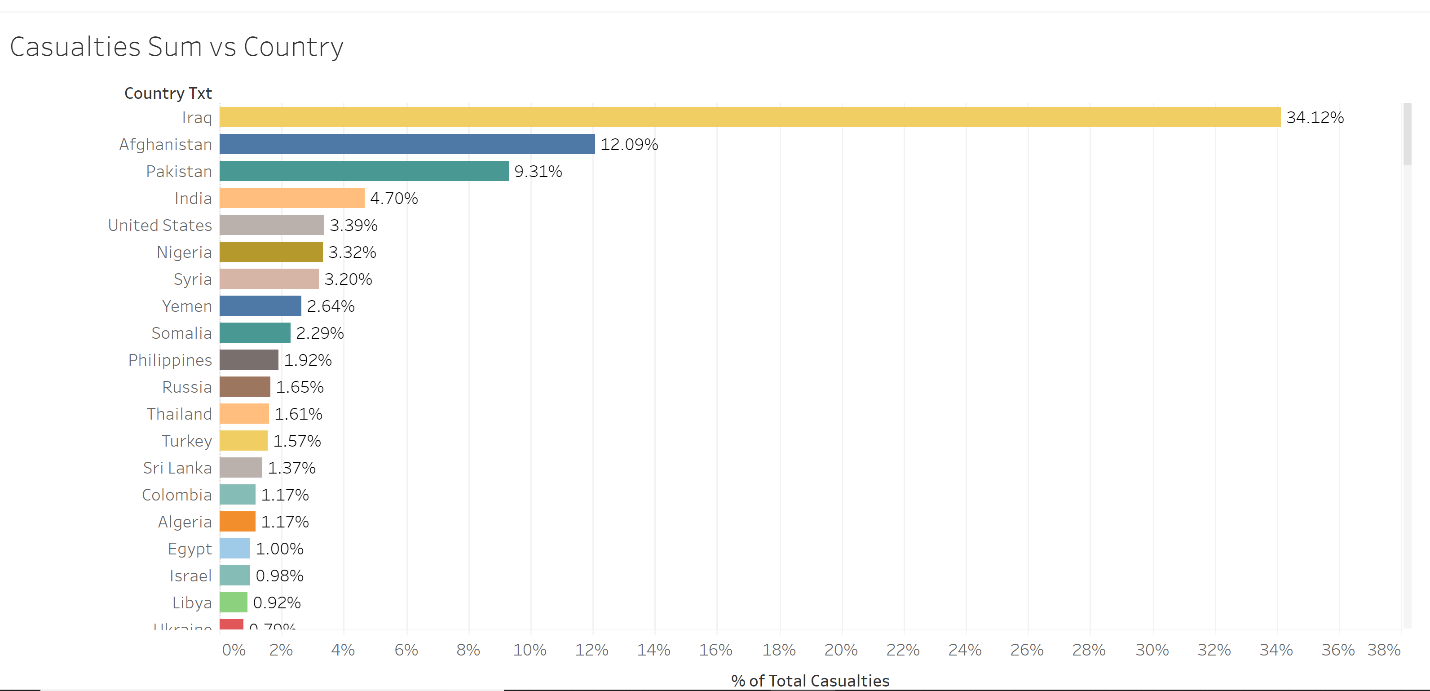 Casualties Sum vs Country
Country Txt
Iraq 34.12%
Afghanistan 12.09%
Pakistan 9.31%
India 4.70%
United States 3.39%
Nigeria 3.32%
Syria 3.20%
Yemen 2.64%
Somalia 2.29%
Philippines 1.92%
Russia 1.65%
Thailand 1.61%
Turkey 1.57%
Sri Lanka 1.37%
Colombia 1.17%
Algeria 1.17%
Egypt 1.00%
Israel 0.98%
Libya 0.92%
Ukraine 0.79%
0% 2% 4% 6% 8% 10% 12% 14% 16% 18% 20% 22% 24% 26% 28% 30% 32% 34% 36% 38%
% of Total Casualties